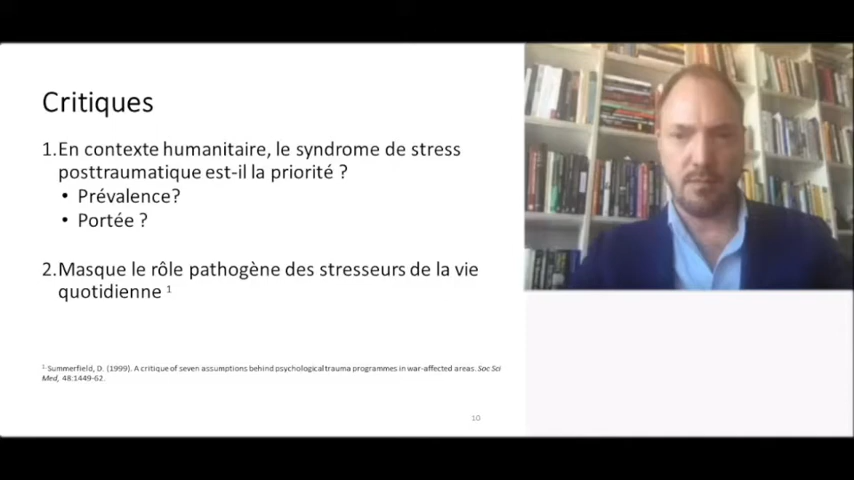 Critiques
1.En contexte humanitaire, le syndrome de stress
posttraumatique est-il la priorité ?
• Prévalence?
• Portée ?
2.Masque le rôle pathogène des stresseurs de la vie
quotidienne 1
1. Summerfield, D. (1999). A critique of seven assumptions behind psychological trauma programmes in war-affected areas. Soc Sci
Med, 48:1449-62.
10